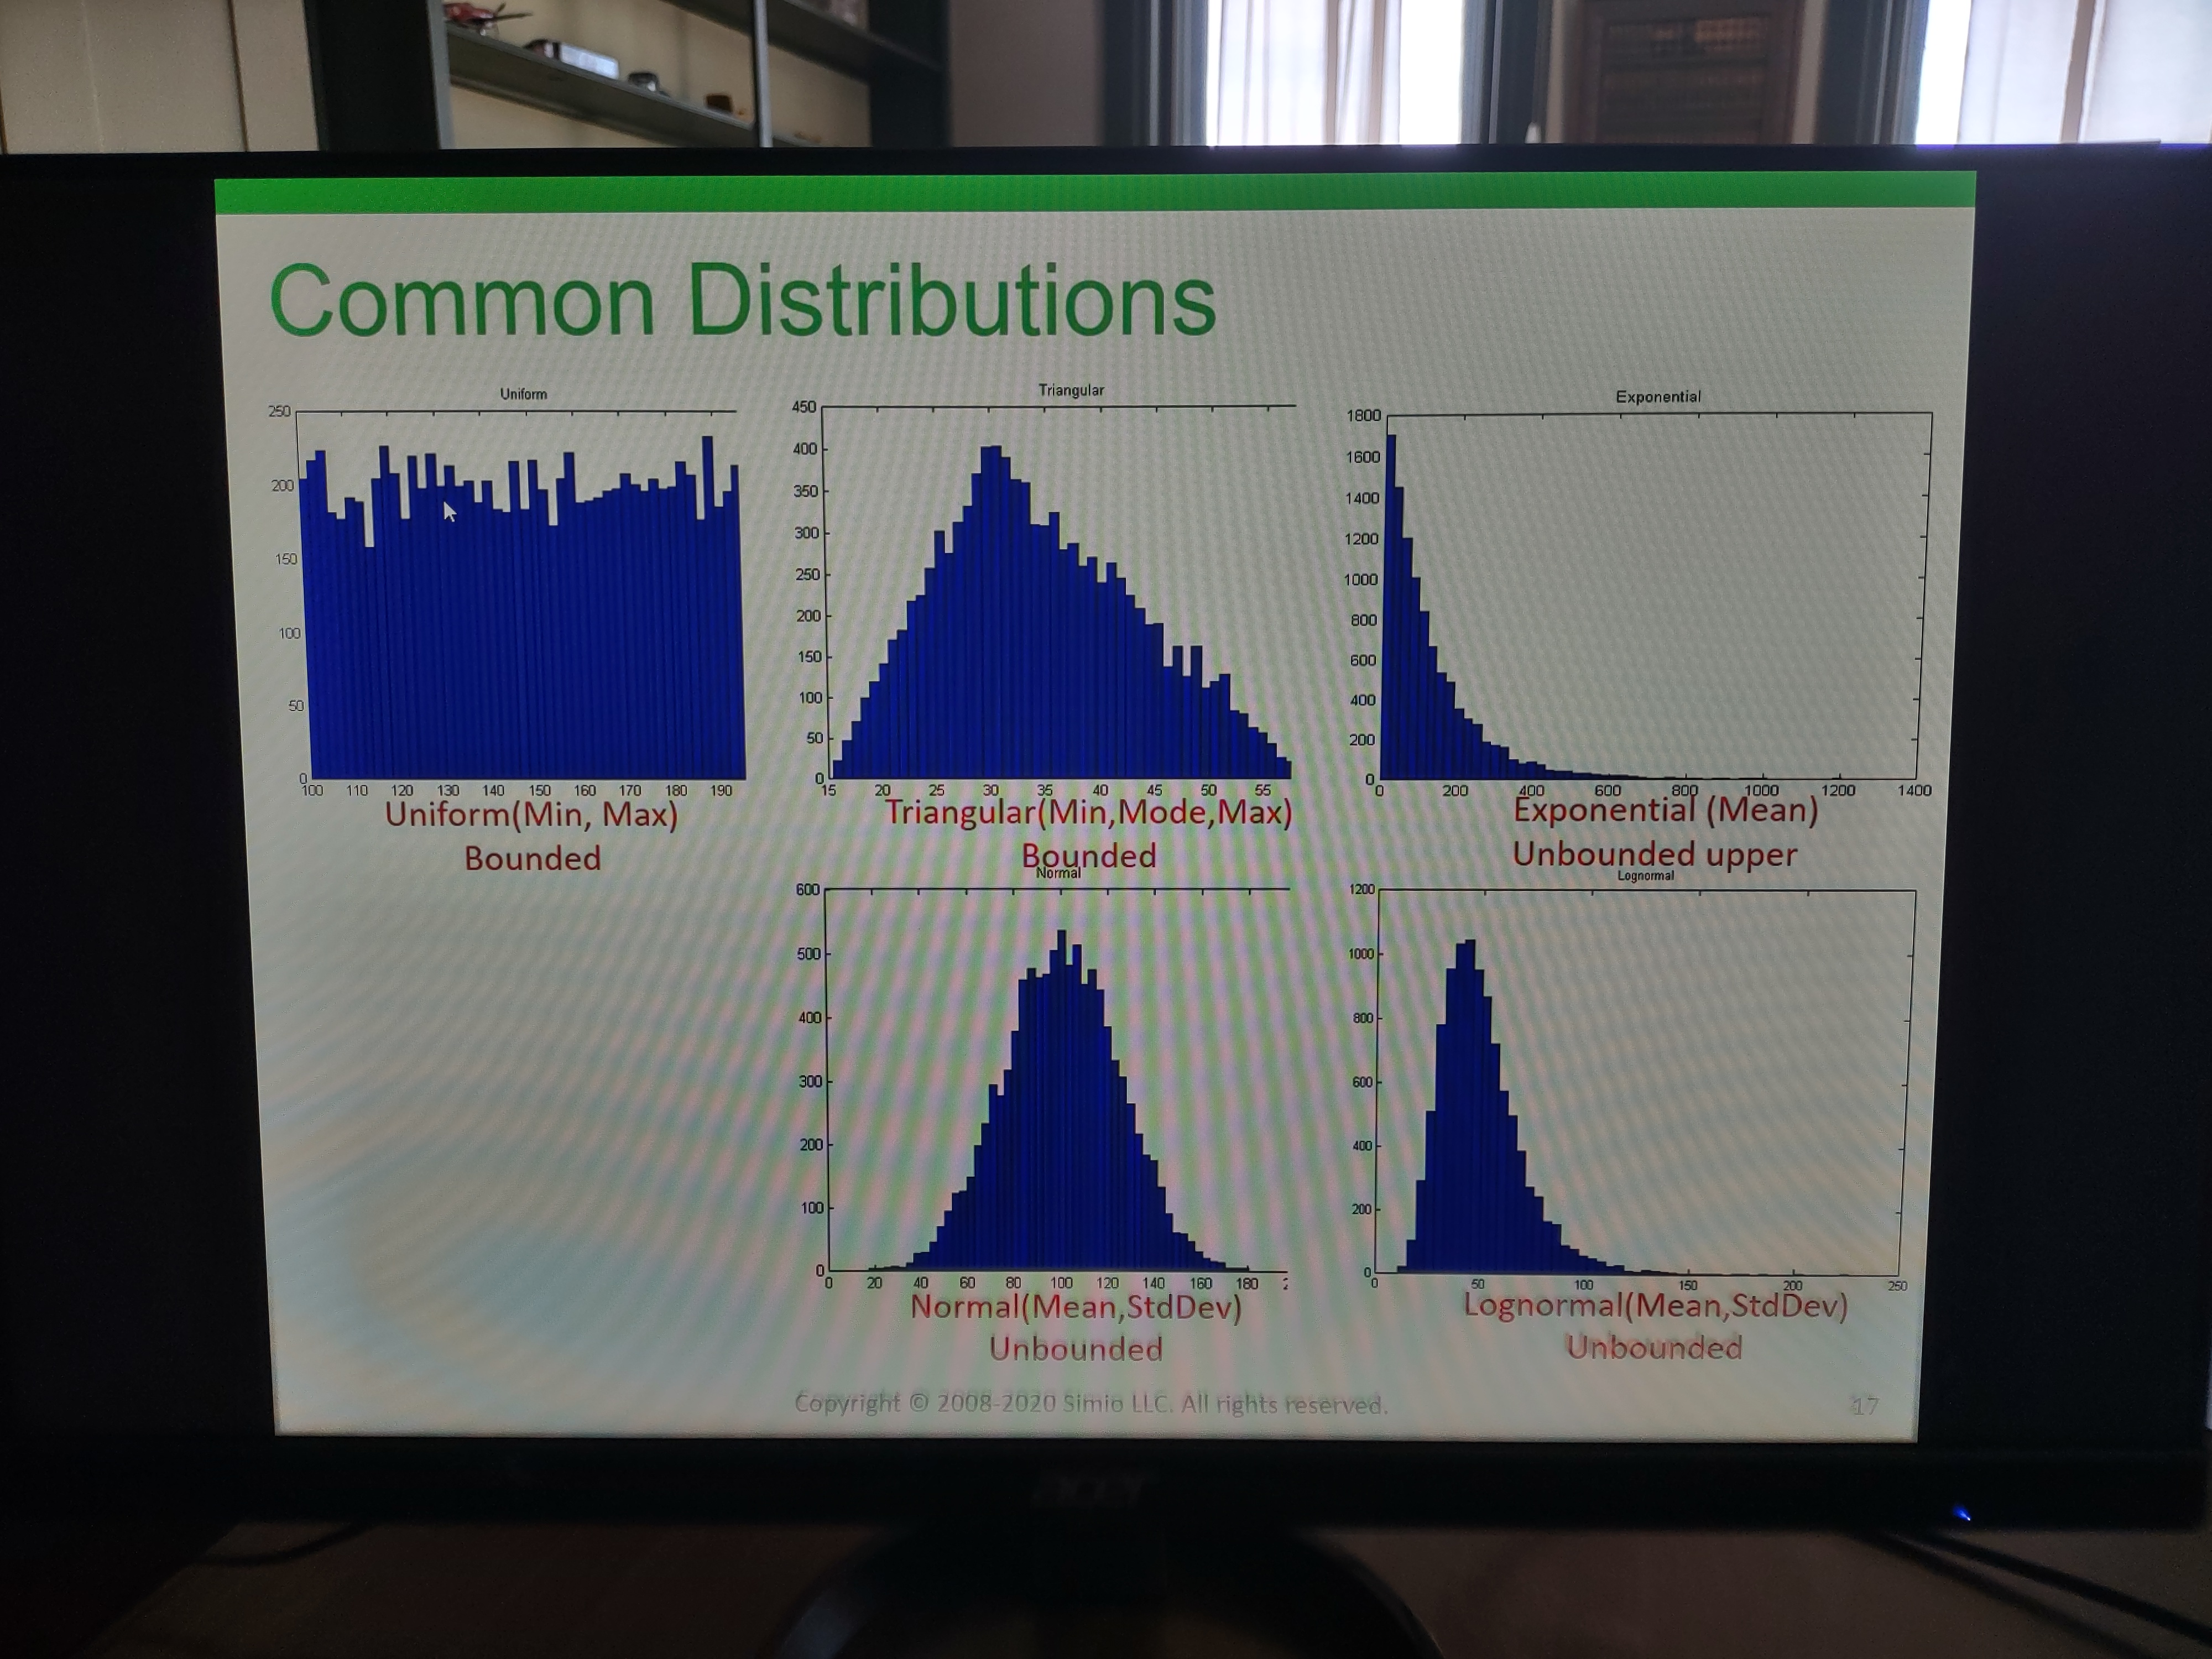 Common Distributions
Uniform
250
200
150
100
50
0
100 110 120 130 140 150 160 170 180 190
Uniform(Min, Max)
Bounded
Triangular
450
400
350
300
250
200
150
100
50
0
15 20 25 30 35 40 45 50 55
Triangular(Min,Mode,Max)
Bounded
Exponential
1800
1600
1400
1200
1000
800
600
400
200
0
0 200 400 600 800 1000 1200 1400
Exponential (Mean)
Unbounded upper
Normal
600
500
400
300
200
100
0
0 20 40 60 80 100 120 140 160 180
Normal(Mean,StdDev)
Unbounded
Lognormal
1200
1000
800
600
400
200
0
0 50 100 150 200 250
Lognormal(Mean,StdDev)
Unbounded
Copyright © 2008-2020 Simio LLC. All rights reserved.
17
acer